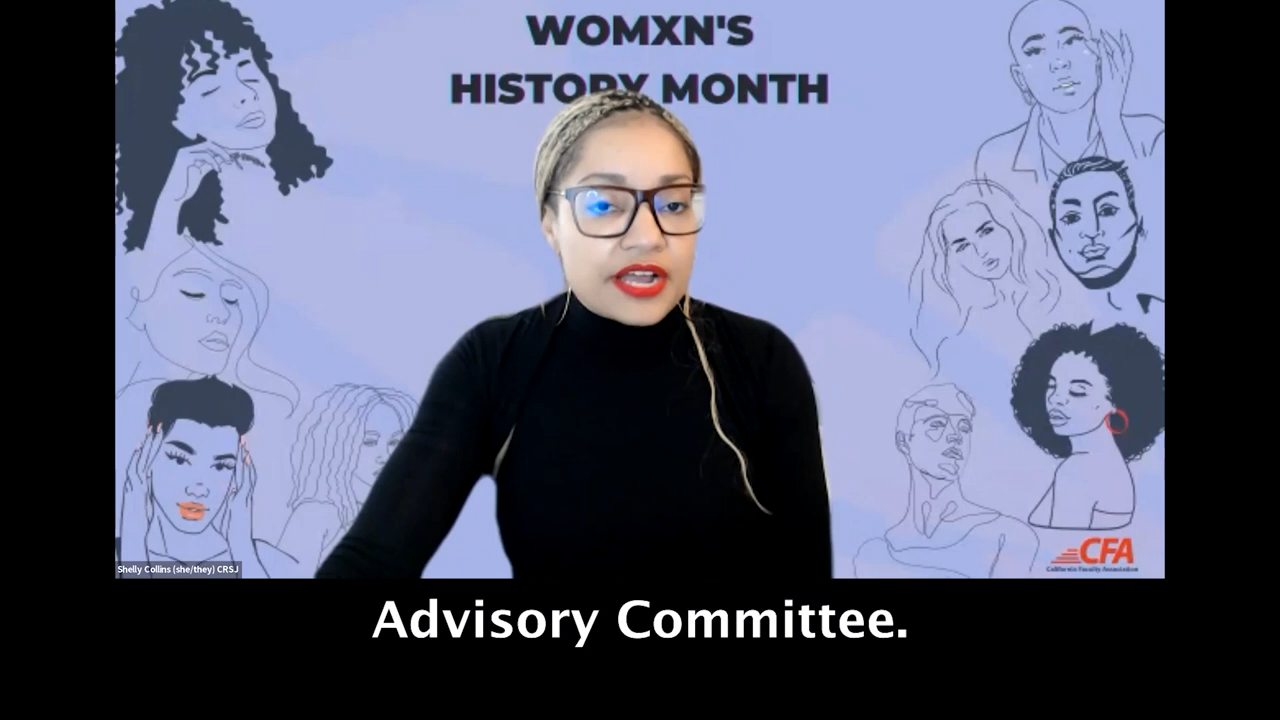 WOMXN'S
HISTORY MONTH
CFA
California Faculty Association
Shelly Collins (she/they) CRSJ
Advisory Committee.